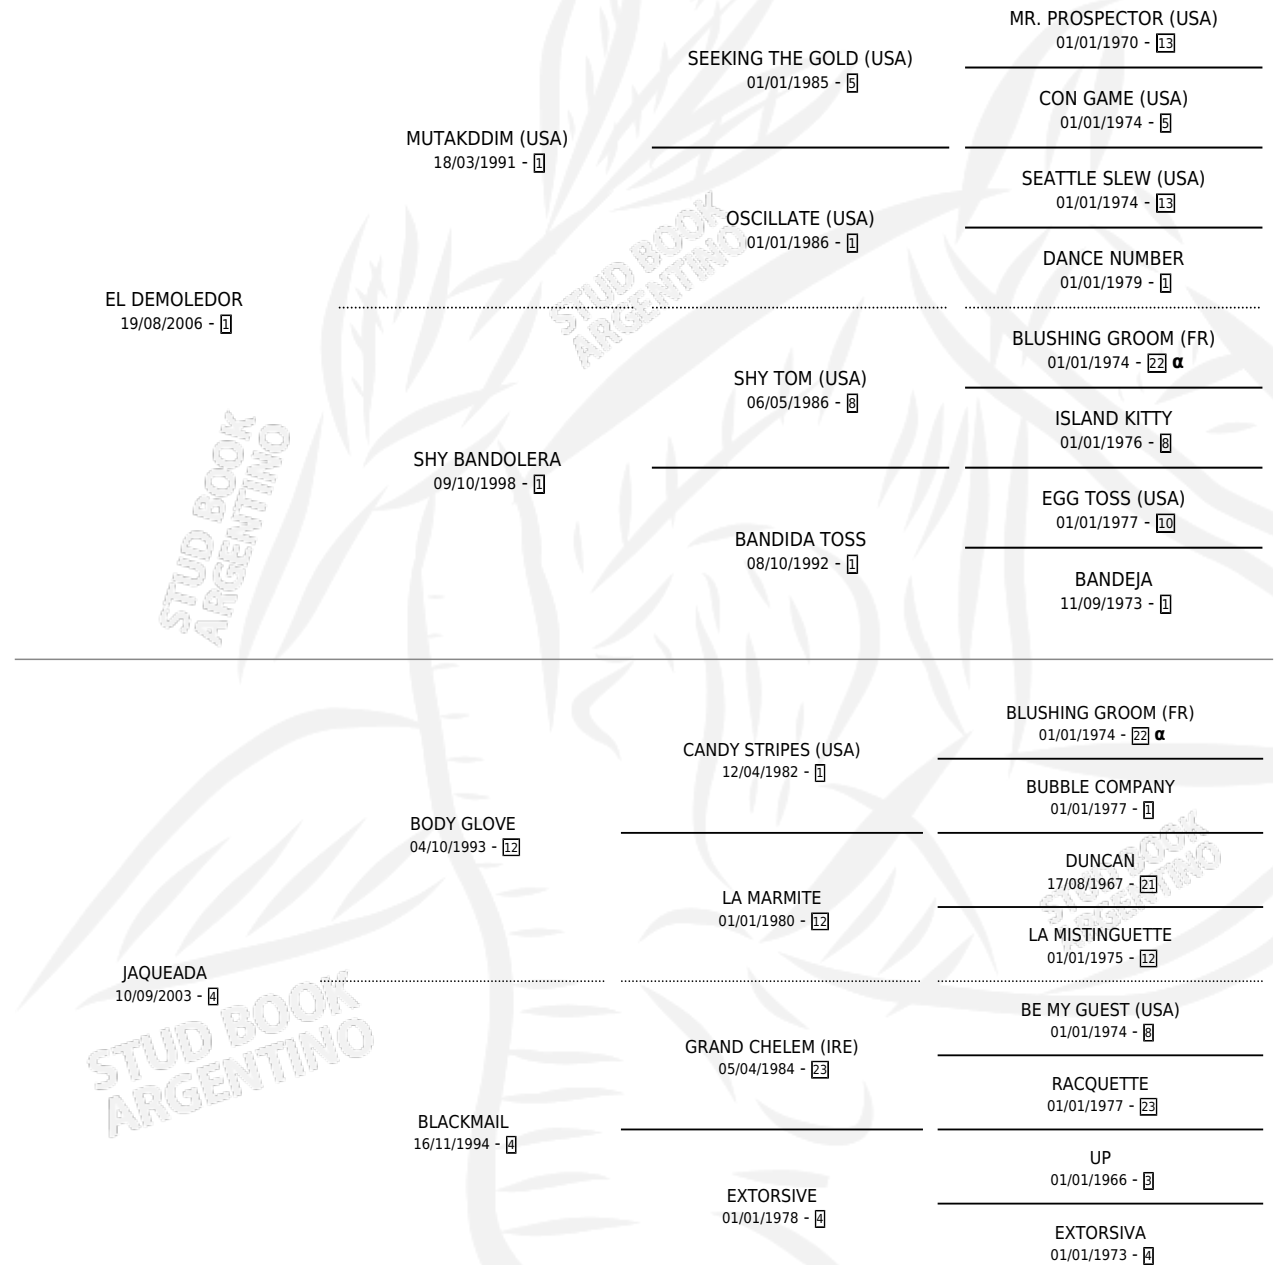 MR. PROSPECTOR (USA)
01/01/1970 - 13
SEEKING THE GOLD (USA)
01/01/1985 - 5
CON GAME (USA)
01/01/1974 - 5
MUTAKDDIM (USA)
18/03/1991 - 1
SEATTLE SLEW (USA)
01/01/1974 - 13
OSCILLATE (USA)
01/01/1986 - 1
DANCE NUMBER
01/01/1979 - 1
EL DEMOLEDOR
19/08/2006 - 1
STUD BOOK
ARGENTINO
BLUSHING GROOM (FR)
01/01/1974 - 22 α
SHY TOM (USA)
06/05/1986 - 8
ISLAND KITTY
01/01/1976 - 8
SHY BANDOLERA
09/10/1998 - 1
EGG TOSS (USA)
01/01/1977 - 10
BANDIDA TOSS
08/10/1992 - 1
BANDEJA
11/09/1973 - 1
STUD BOOK
ARGENTINO
BLUSHING GROOM (FR)
01/01/1974 - 22 α
CANDY STRIPES (USA)
12/04/1982 - 1
BUBBLE COMPANY
01/01/1977 - 1
BODY GLOVE
04/10/1993 - 12
DUNCAN
17/08/1967 - 21
LA MARMITE
01/01/1980 - 12
LA MISTINGUETTE
01/01/1975 - 12
STUD BOOK
ARGENTINO
JAQUEADA
10/09/2003 - 4
BE MY GUEST (USA)
01/01/1974 - 8
GRAND CHELEM (IRE)
05/04/1984 - 23
RACQUETTE
01/01/1977 - 23
STUD BOOK
ARGENTINO
BLACKMAIL
16/11/1994 - 4
UP
01/01/1966 - 3
EXTORSIVE
01/01/1978 - 4
EXTORSIVA
01/01/1973 - 4